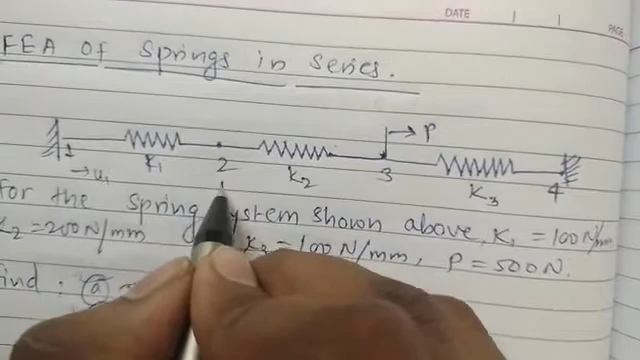 DATE
PAGE
FEA OF Springs in series.
P
1 K1 2 K2 3 K3 4
→ u1
For the spring system shown above, K1 = 100 N/mm
K2 = 200 N/mm K3 = 100 N/mm, P = 500 N.
Find : (a)